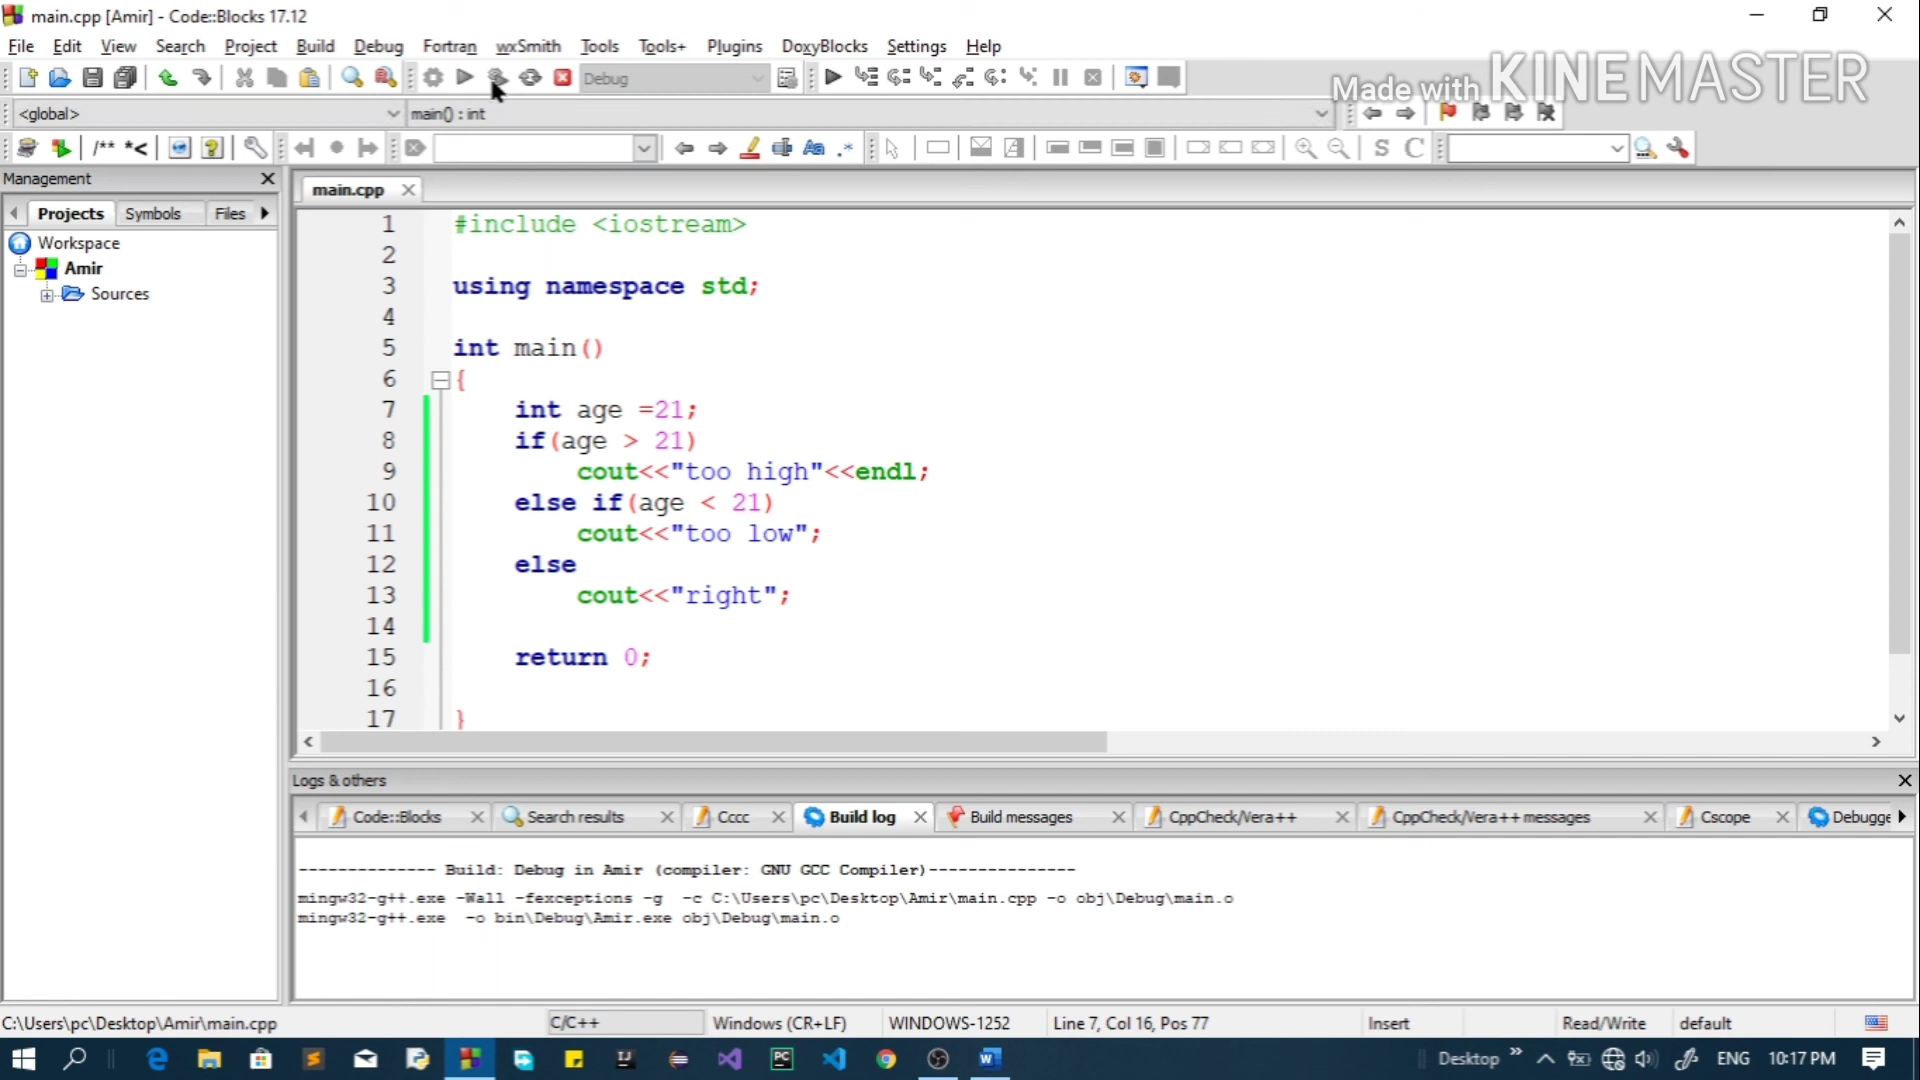 main.cpp [Amir] - Code::Blocks 17.12
File Edit View Search Project Build Debug Fortran wxSmith Tools Tools+ Plugins DoxyBlocks Settings Help
Debug
Made with KINEMASTER
<global> main() : int
/** *<
Aa .*
S C
Management
main.cpp
Projects Symbols Files
Workspace
Amir
Sources
1 #include <iostream>
2
3 using namespace std;
4
5 int main()
6 {
7 int age =21;
8 if(age > 21)
9 cout<<"too high"<<endl;
10 else if(age < 21)
11 cout<<"too low";
12 else
13 cout<<"right";
14
15 return 0;
16
17 }
Logs & others
Code::Blocks Search results Cccc Build log Build messages CppCheck/Vera++ CppCheck/Vera++ messages Cscope Debugge
-------------- Build: Debug in Amir (compiler: GNU GCC Compiler)---------------
mingw32-g++.exe -Wall -fexceptions -g -c C:\Users\pc\Desktop\Amir\main.cpp -o obj\Debug\main.o
mingw32-g++.exe -o bin\Debug\Amir.exe obj\Debug\main.o
C:\Users\pc\Desktop\Amir\main.cpp C/C++ Windows (CR+LF) WINDOWS-1252 Line 7, Col 16, Pos 77 Insert Read/Write default
Desktop » ENG 10:17 PM